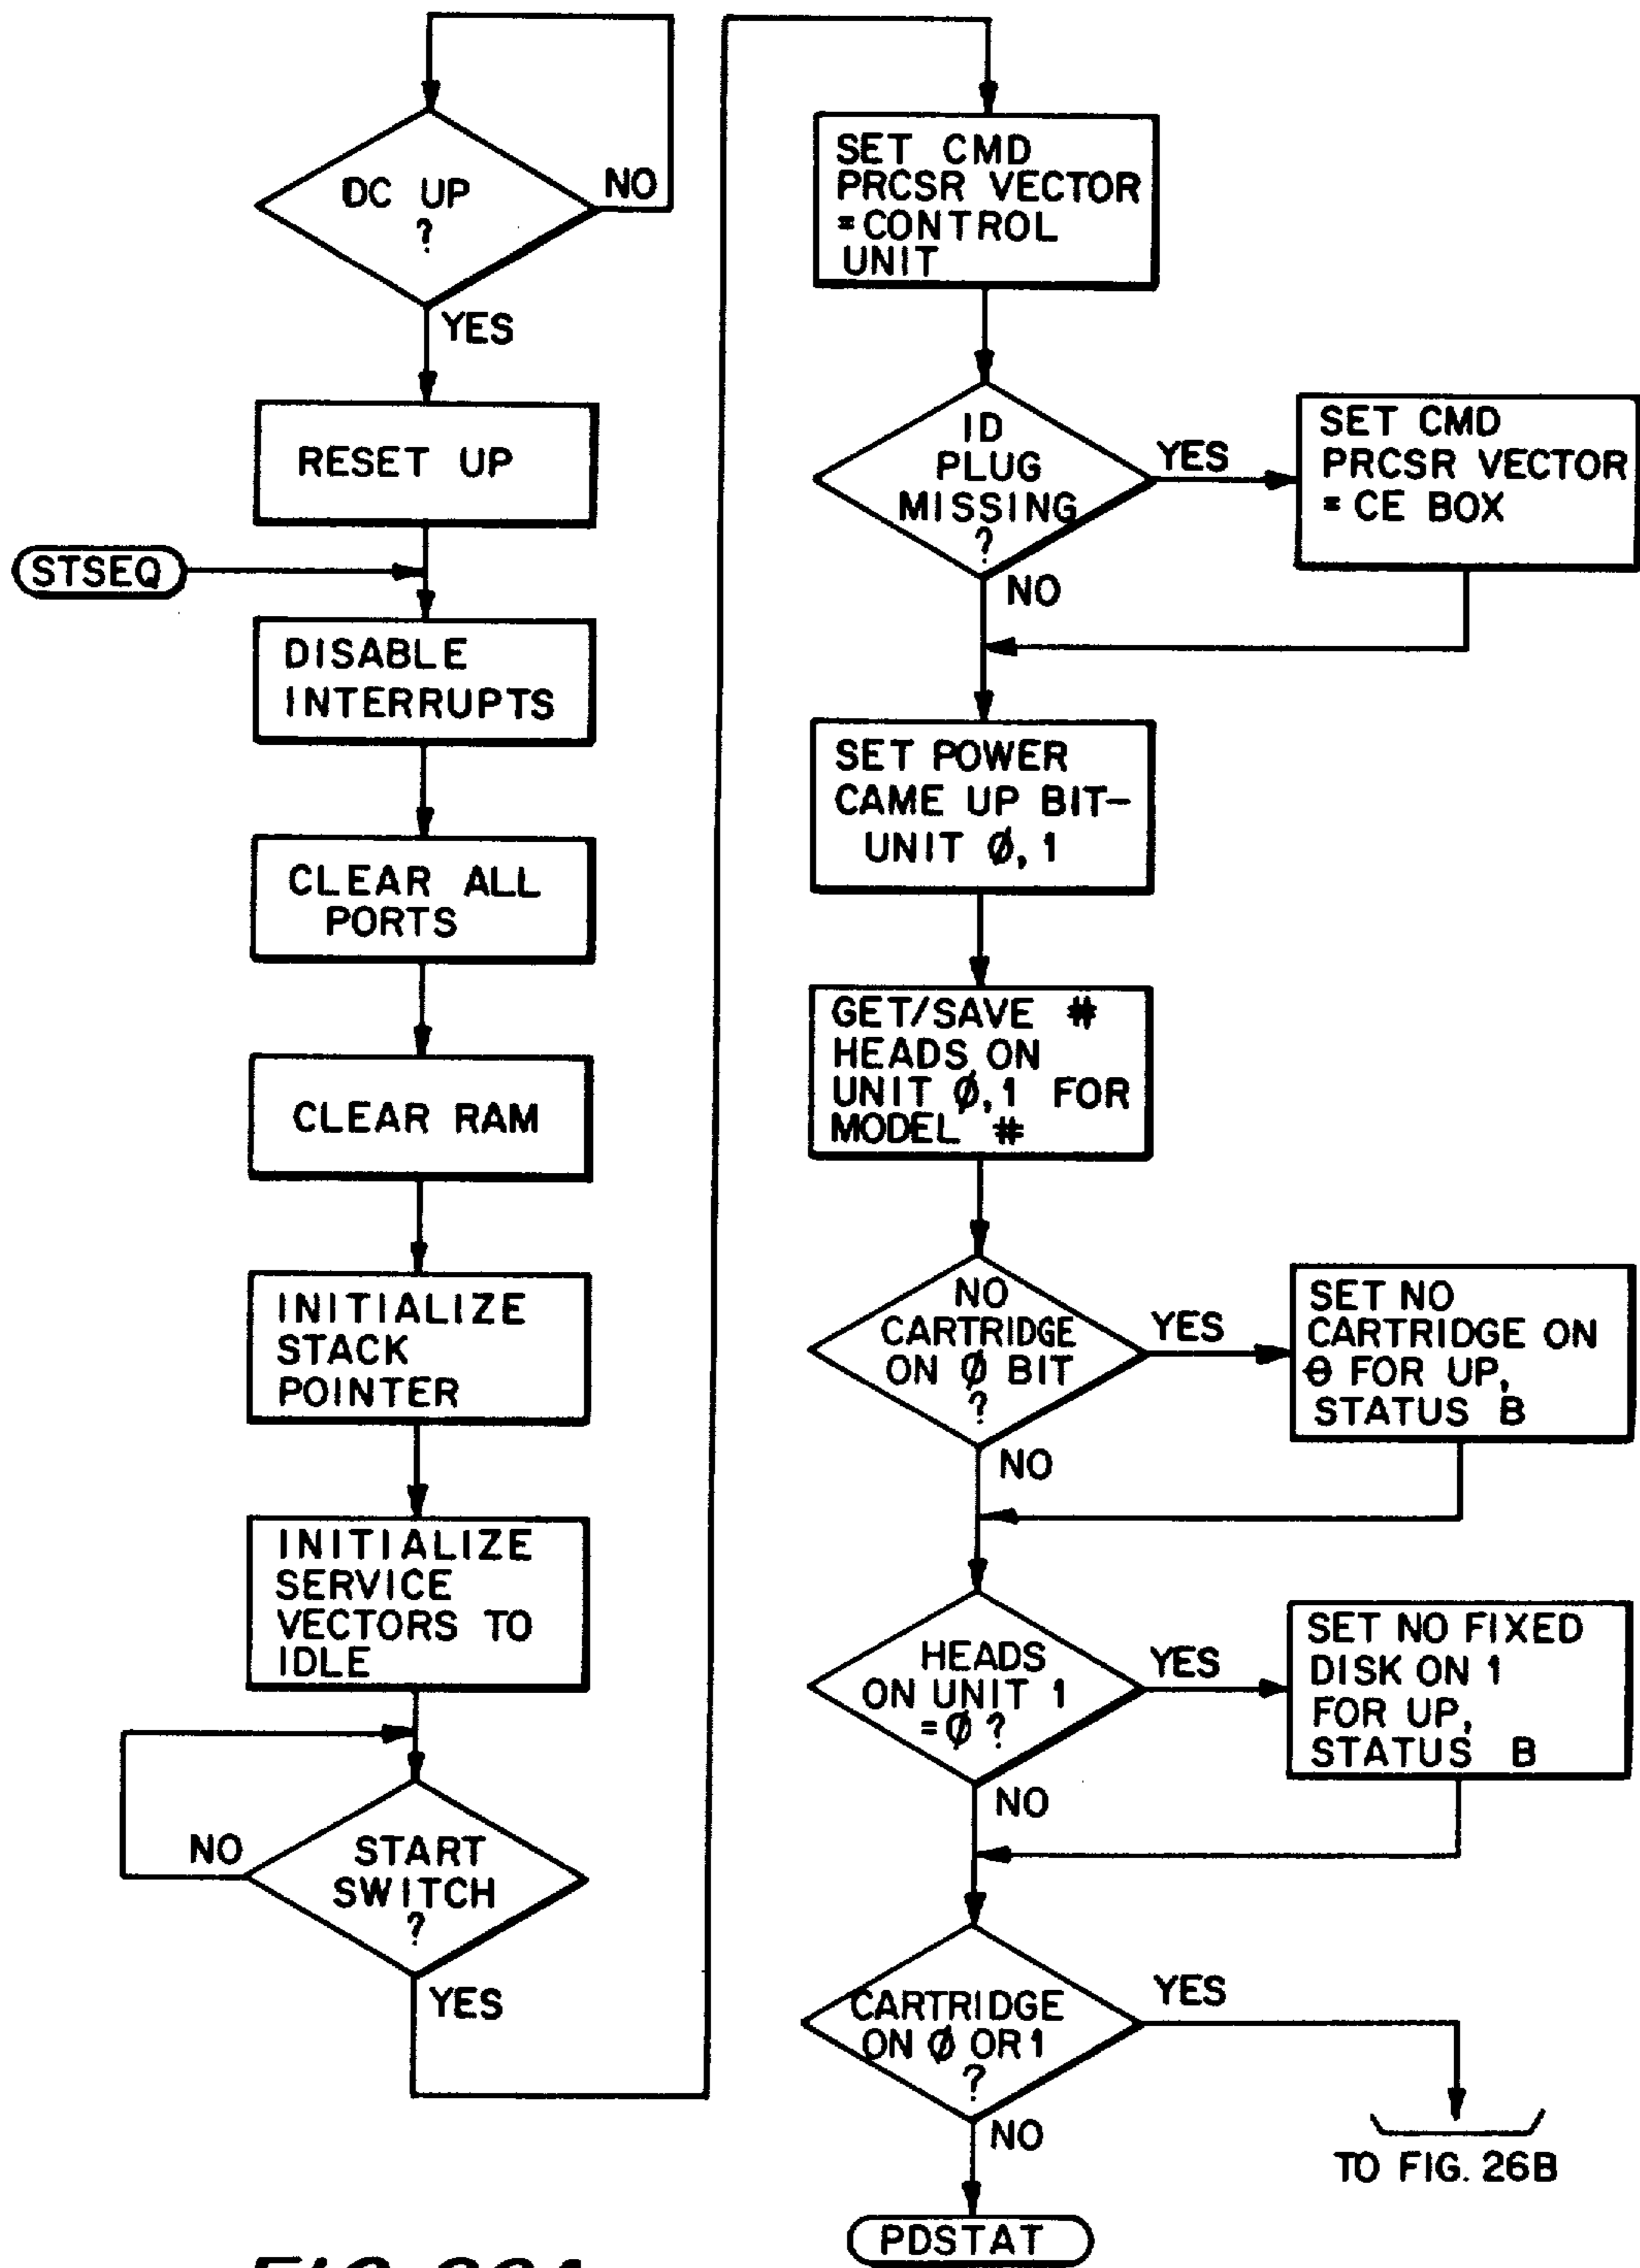 DC UP
?
NO
YES
RESET UP
STSEQ
DISABLE
INTERRUPTS
CLEAR ALL
PORTS
CLEAR RAM
INITIALIZE
STACK
POINTER
INITIALIZE
SERVICE
VECTORS TO
IDLE
NO
START
SWITCH
?
YES
SET CMD
PRCSR VECTOR
=CONTROL
UNIT
ID
PLUG
MISSING
?
YES
SET CMD
PRCSR VECTOR
= CE BOX
NO
SET POWER
CAME UP BIT-
UNIT Ø, 1
GET/SAVE #
HEADS ON
UNIT Ø,1 FOR
MODEL #
NO
CARTRIDGE
ON Ø BIT
?
YES
SET NO
CARTRIDGE ON
θ FOR UP,
STATUS B
NO
HEADS
ON UNIT 1
=Ø ?
YES
SET NO FIXED
DISK ON 1
FOR UP,
STATUS B
NO
CARTRIDGE
ON Ø OR 1
?
YES
NO
TO FIG. 26B
PDSTAT